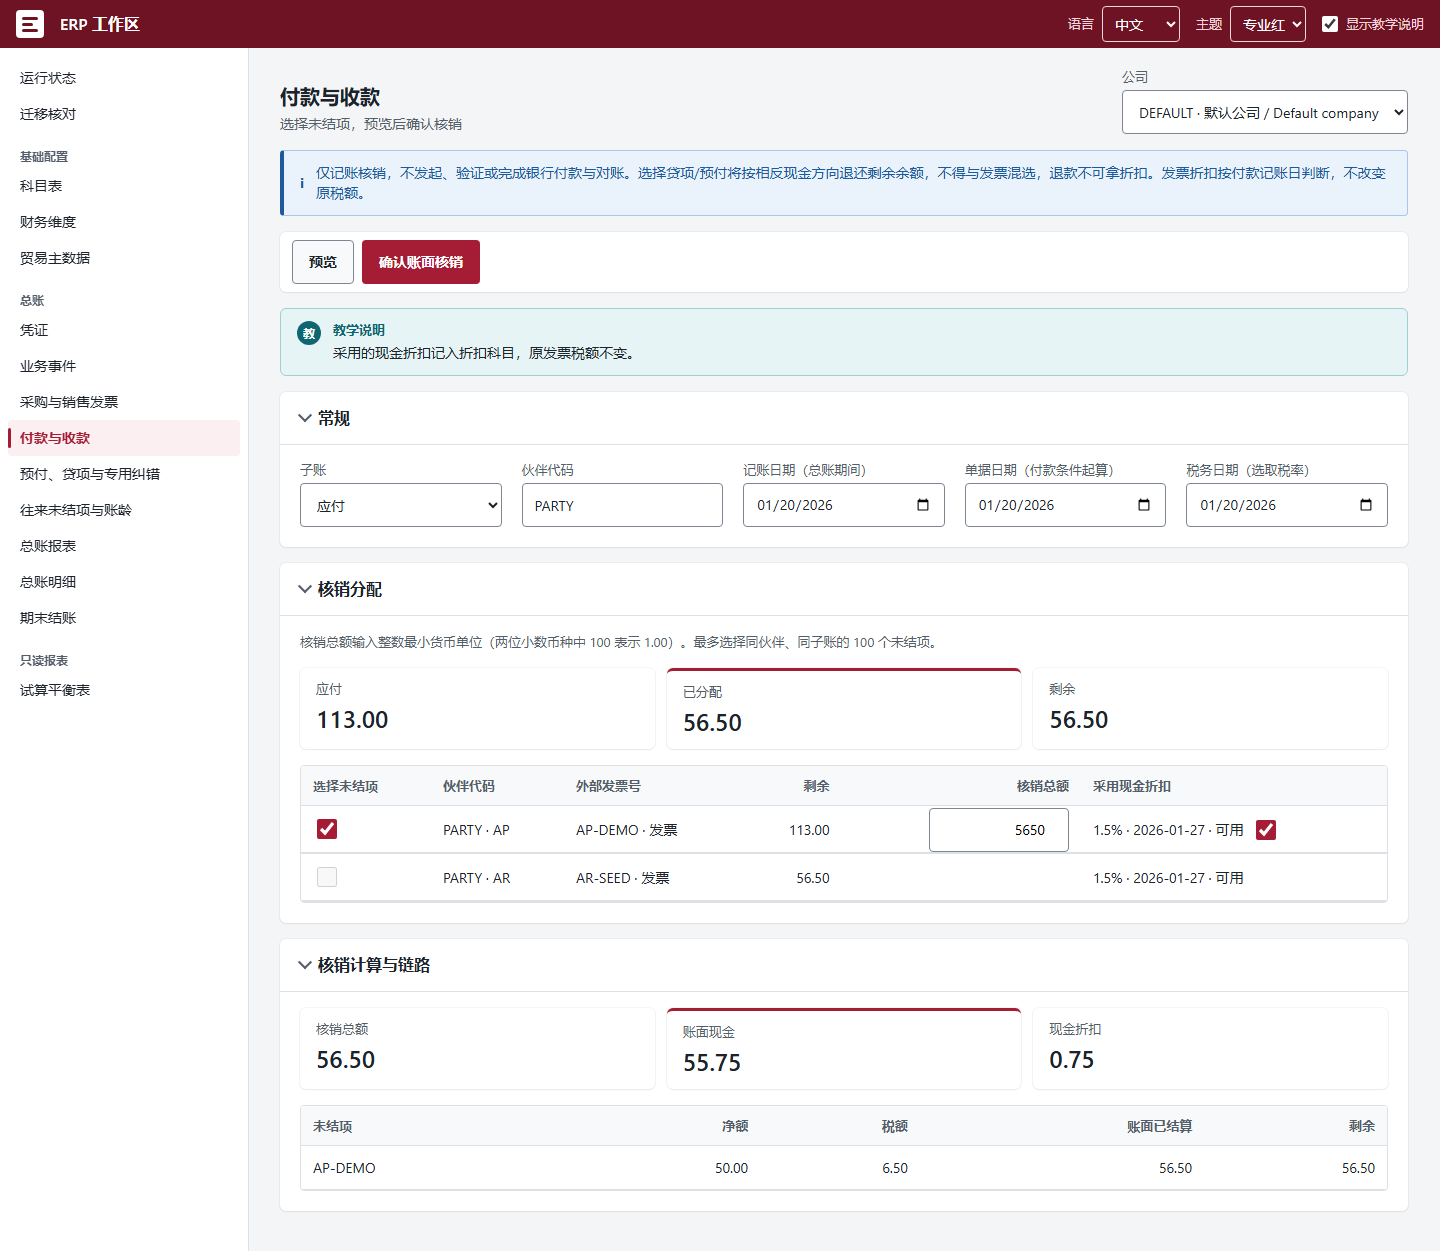 ERP 工作区
语言 中文 主题 专业红 显示教学说明
运行状态
迁移核对
基础配置
科目表
财务维度
贸易主数据
总账
凭证
业务事件
采购与销售发票
付款与收款
预付、贷项与专用纠错
往来未结项与账龄
总账报表
总账明细
期末结账
只读报表
试算平衡表
付款与收款
选择未结项，预览后确认核销
公司
DEFAULT · 默认公司 / Default company
i 仅记账核销，不发起、验证或完成银行付款与对账。选择贷项/预付将按相反现金方向退还剩余余额，不得与发票混选，退款不可拿折扣。发票折扣按付款记账日判断，不改变
原税额。
预览 确认账面核销
教 教学说明
采用的现金折扣记入折扣科目，原发票税额不变。
常规
子账 伙伴代码 记账日期（总账期间） 单据日期（付款条件起算） 税务日期（选取税率）
应付 PARTY 01/20/2026 01/20/2026 01/20/2026
核销分配
核销总额输入整数最小货币单位（两位小数币种中 100 表示 1.00）。最多选择同伙伴、同子账的 100 个未结项。
应付 已分配 剩余
113.00 56.50 56.50
选择未结项 伙伴代码 外部发票号 剩余 核销总额 采用现金折扣
PARTY · AP AP-DEMO · 发票 113.00 5650 1.5% · 2026-01-27 · 可用
PARTY · AR AR-SEED · 发票 56.50 1.5% · 2026-01-27 · 可用
核销计算与链路
核销总额 账面现金 现金折扣
56.50 55.75 0.75
未结项 净额 税额 账面已结算 剩余
AP-DEMO 50.00 6.50 56.50 56.50